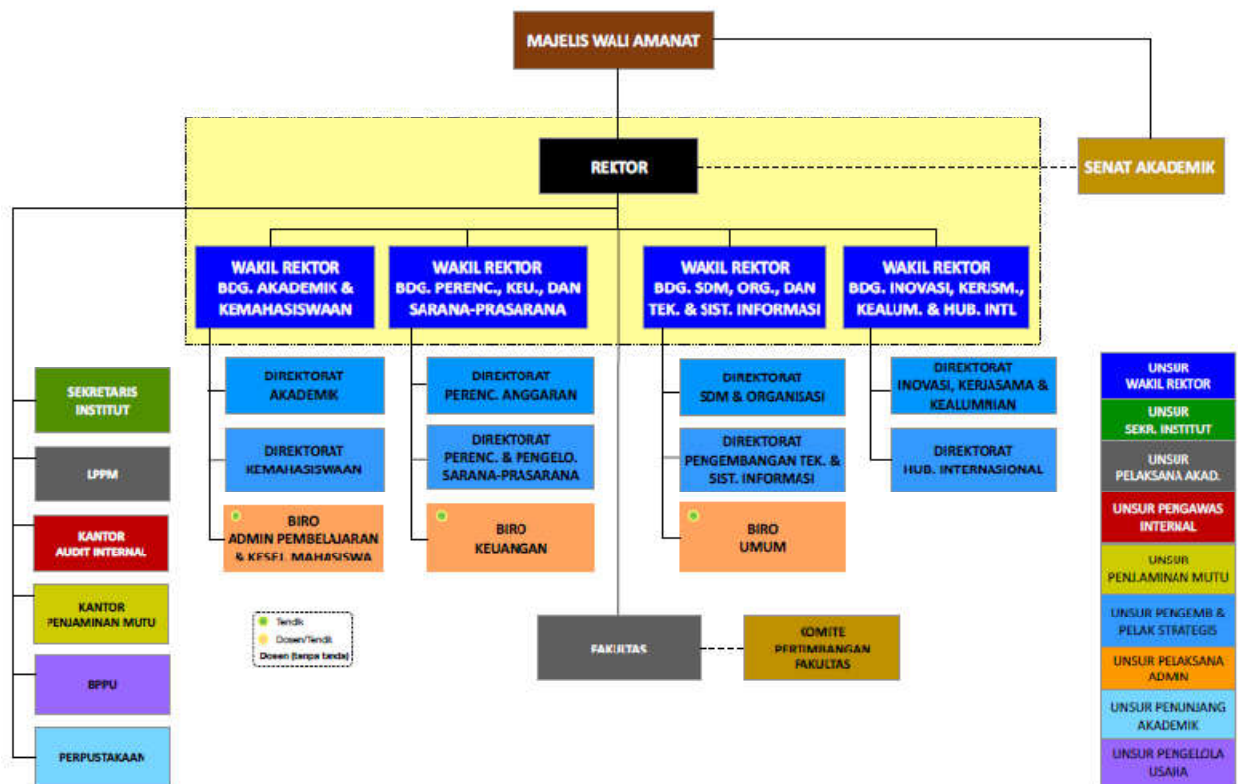 MAJELIS WALI AMANAT
REKTOR
SENAT AKADEMIK
WAKIL REKTOR
BDG. AKADEMIK &
KEMAHASISWAAN
WAKIL REKTOR
BDG. PERENC., KEU., DAN
SARANA-PRASARANA
WAKIL REKTOR
BDG. SDM, ORG., DAN
TEK. & SIST. INFORMASI
WAKIL REKTOR
BDG. INOVASI, KERJSM.,
KEALUM. & HUB. INTL
SEKRETARIS
INSTITUT
LPPM
KANTOR
AUDIT INTERNAL
KANTOR
PENJAMINAN MUTU
BPPU
PERPUSTAKAAN
DIREKTORAT
AKADEMIK
DIREKTORAT
KEMAHASISWAAN
BIRO
ADMIN PEMBELAJARAN
& KESEJ. MAHASISWA
DIREKTORAT
PERENC. ANGGARAN
DIREKTORAT
PERENC. & PENGELO.
SARANA-PRASARANA
BIRO
KEUANGAN
DIREKTORAT
SDM & ORGANISASI
DIREKTORAT
PENGEMBANGAN TEK. &
SIST. INFORMASI
BIRO
UMUM
DIREKTORAT
INOVASI, KERJASAMA &
KEALUMNIAN
DIREKTORAT
HUB. INTERNASIONAL
Tendik
Dosen/Tendik
Dosen (tanpa tanda)
FAKULTAS
KOMITE
PERTIMBANGAN
FAKULTAS
UNSUR
WAKIL REKTOR
UNSUR
SEKR. INSTITUT
UNSUR
PELAKSANA AKAD.
UNSUR PENGAWAS
INTERNAL
UNSUR
PENJAMINAN MUTU
UNSUR PENGEMB &
PELAK STRATEGIS
UNSUR PELAKSANA
ADMIN
UNSUR PENUNJANG
AKADEMIK
UNSUR PENGELOLA
USAHA